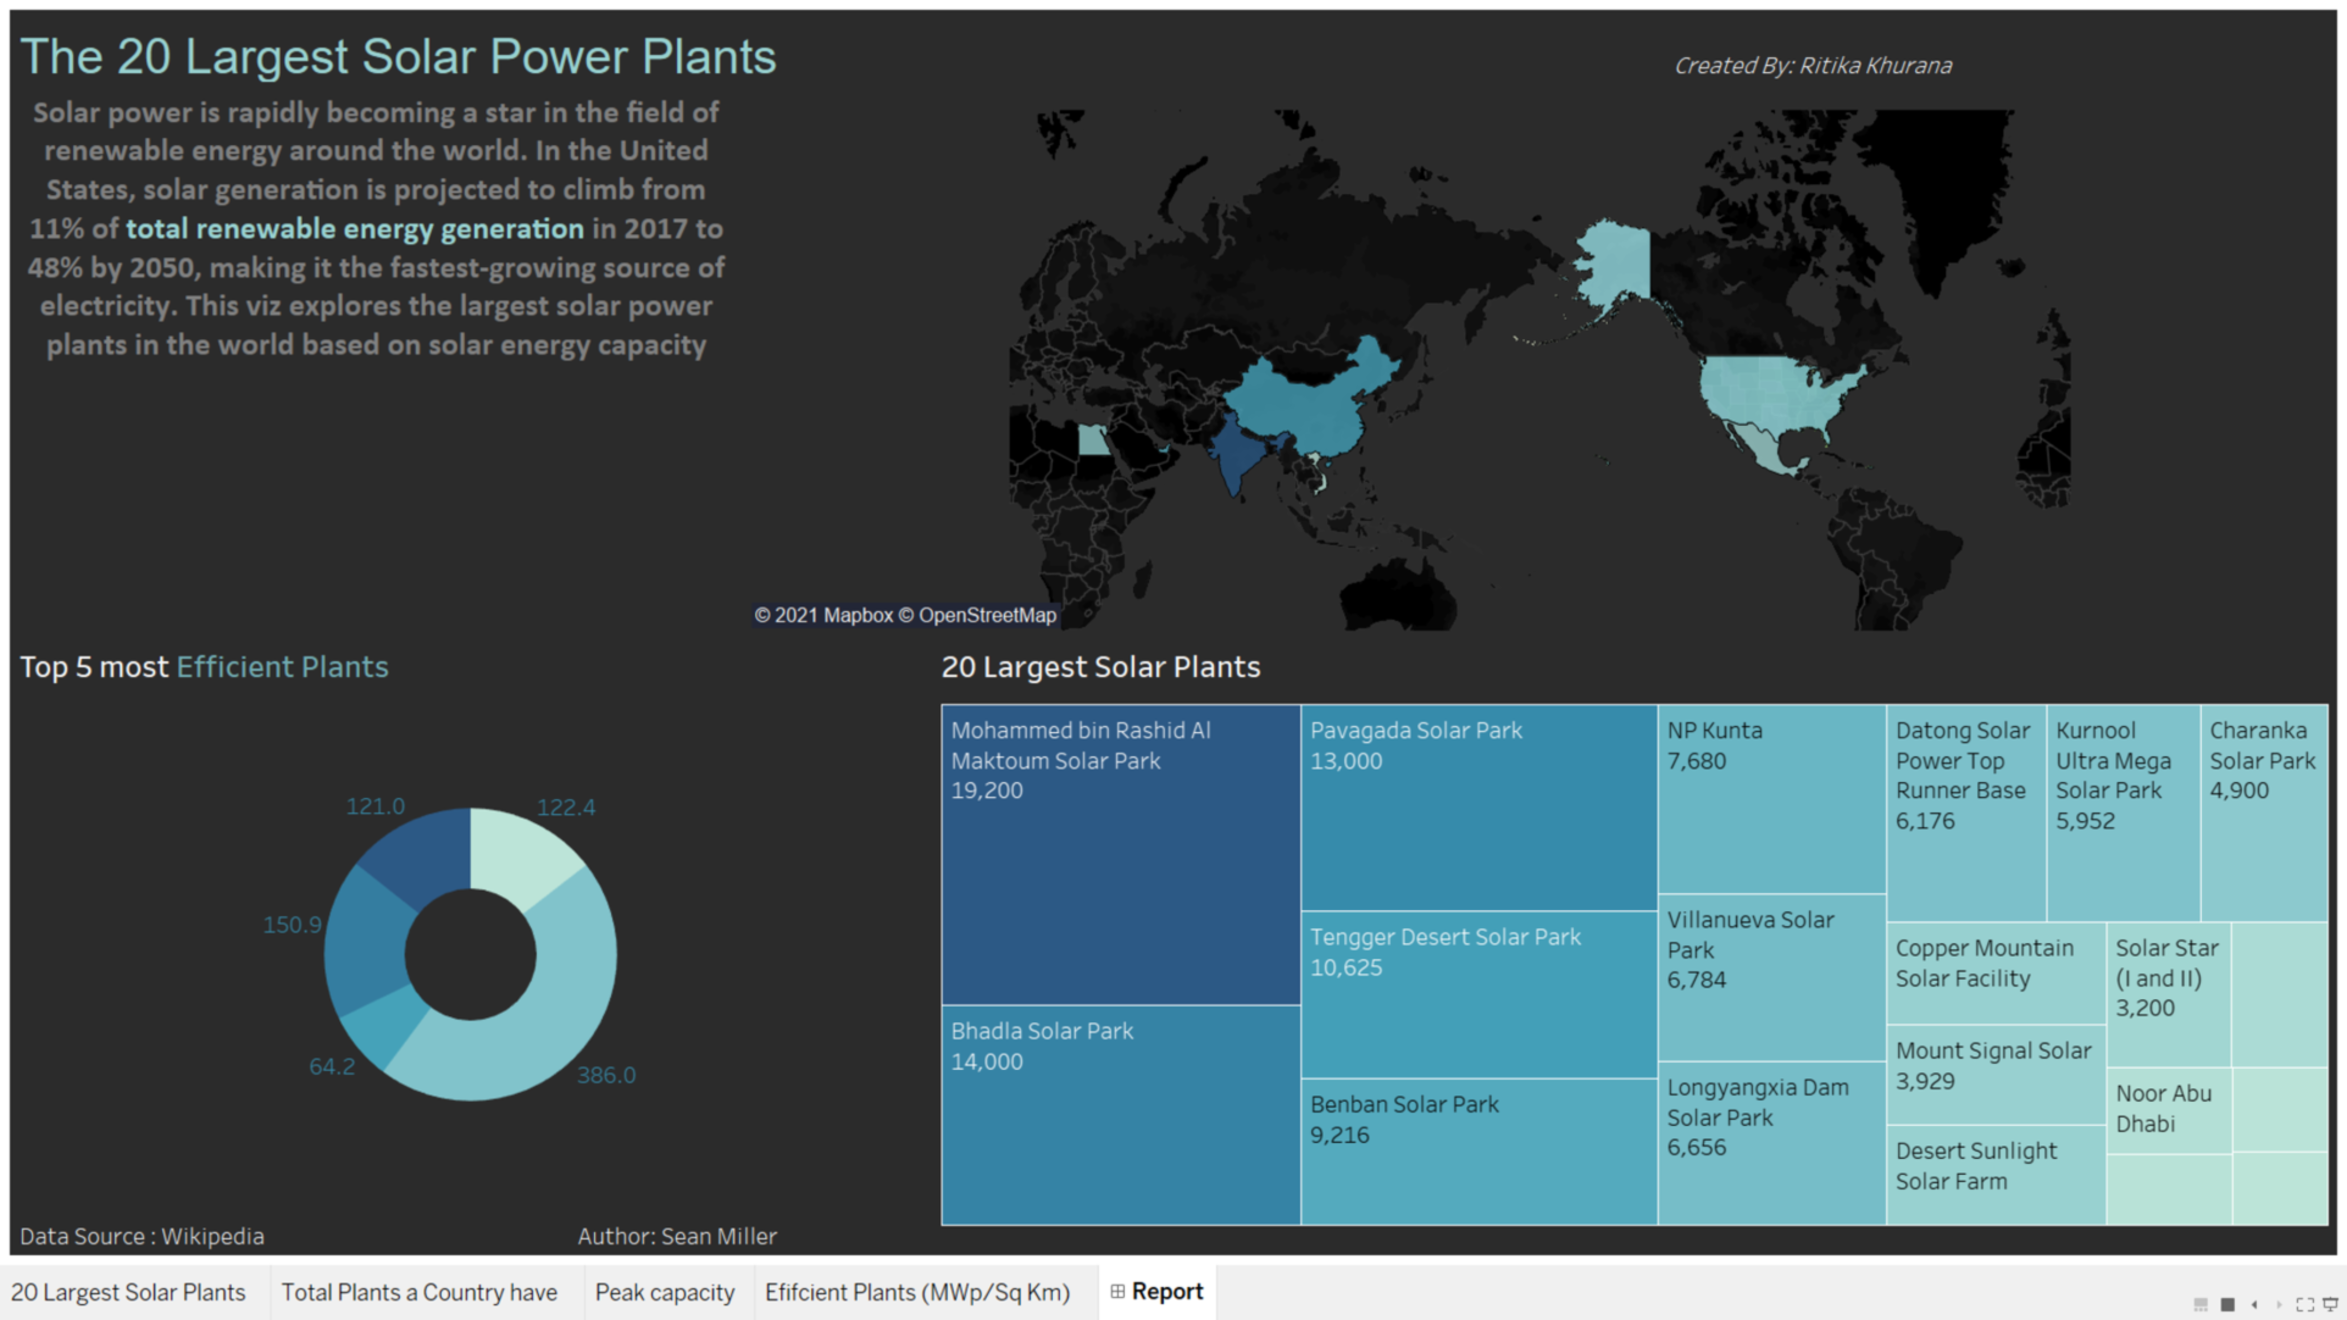 The 20 Largest Solar Power Plants
Created By: Ritika Khurana
Solar power is rapidly becoming a star in the field of
renewable energy around the world. In the United
States, solar generation is projected to climb from
11% of total renewable energy generation in 2017 to
48% by 2050, making it the fastest-growing source of
electricity. This viz explores the largest solar power
plants in the world based on solar energy capacity
© 2021 Mapbox © OpenStreetMap
Top 5 most Efficient Plants
121.0
122.4
150.9
64.2
386.0
Data Source : Wikipedia
Author: Sean Miller
20 Largest Solar Plants
Mohammed bin Rashid Al
Maktoum Solar Park
19,200
Bhadla Solar Park
14,000
Pavagada Solar Park
13,000
Tengger Desert Solar Park
10,625
Benban Solar Park
9,216
NP Kunta
7,680
Villanueva Solar
Park
6,784
Longyangxia Dam
Solar Park
6,656
Datong Solar
Power Top
Runner Base
6,176
Kurnool
Ultra Mega
Solar Park
5,952
Charanka
Solar Park
4,900
Copper Mountain
Solar Facility
Mount Signal Solar
3,929
Desert Sunlight
Solar Farm
Solar Star
(I and II)
3,200
Noor Abu
Dhabi
20 Largest Solar Plants
Total Plants a Country have
Peak capacity
Efifcient Plants (MWp/Sq Km)
Report